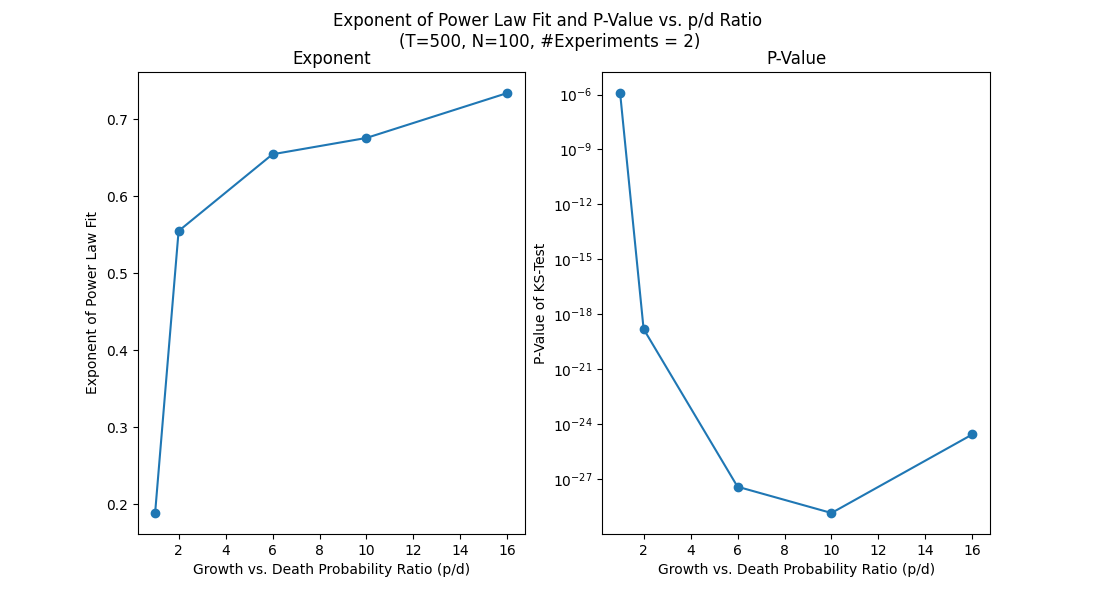 Exponent of Power Law Fit and P-Value vs. p/d Ratio
(T=500, N=100, #Experiments = 2)
Exponent
Exponent of Power Law Fit
0.7
0.6
0.5
0.4
0.3
0.2
2 4 6 8 10 12 14 16
Growth vs. Death Probability Ratio (p/d)
P-Value
P-Value of KS-Test
10⁻⁶
10⁻⁹
10⁻¹²
10⁻¹⁵
10⁻¹⁸
10⁻²¹
10⁻²⁴
10⁻²⁷
2 4 6 8 10 12 14 16
Growth vs. Death Probability Ratio (p/d)